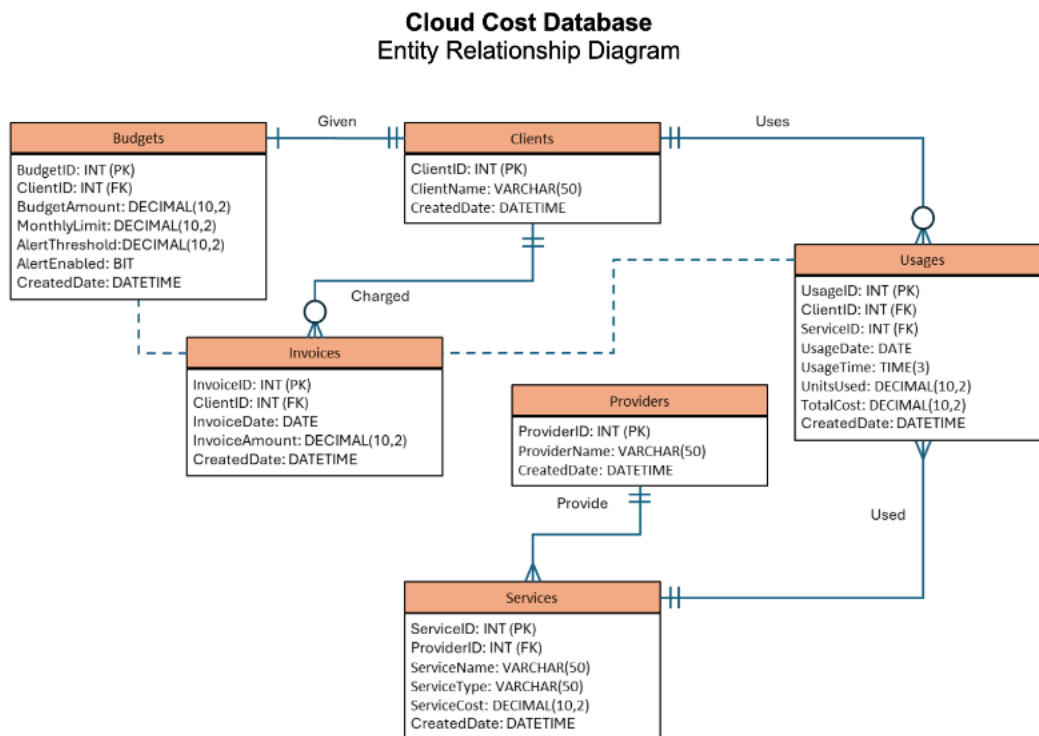 Cloud Cost Database
Entity Relationship Diagram
Budgets
BudgetID: INT (PK)
ClientID: INT (FK)
BudgetAmount: DECIMAL(10,2)
MonthlyLimit: DECIMAL(10,2)
AlertThreshold:DECIMAL(10,2)
AlertEnabled: BIT
CreatedDate: DATETIME
Given
Clients
ClientID: INT (PK)
ClientName: VARCHAR(50)
CreatedDate: DATETIME
Uses
Charged
Usages
UsageID: INT (PK)
ClientID: INT (FK)
ServiceID: INT (FK)
UsageDate: DATE
UsageTime: TIME(3)
UnitsUsed: DECIMAL(10,2)
TotalCost: DECIMAL(10,2)
CreatedDate: DATETIME
Invoices
InvoiceID: INT (PK)
ClientID: INT (FK)
InvoiceDate: DATE
InvoiceAmount: DECIMAL(10,2)
CreatedDate: DATETIME
Providers
ProviderID: INT (PK)
ProviderName: VARCHAR(50)
CreatedDate: DATETIME
Provide
Used
Services
ServiceID: INT (PK)
ProviderID: INT (FK)
ServiceName: VARCHAR(50)
ServiceType: VARCHAR(50)
ServiceCost: DECIMAL(10,2)
CreatedDate: DATETIME